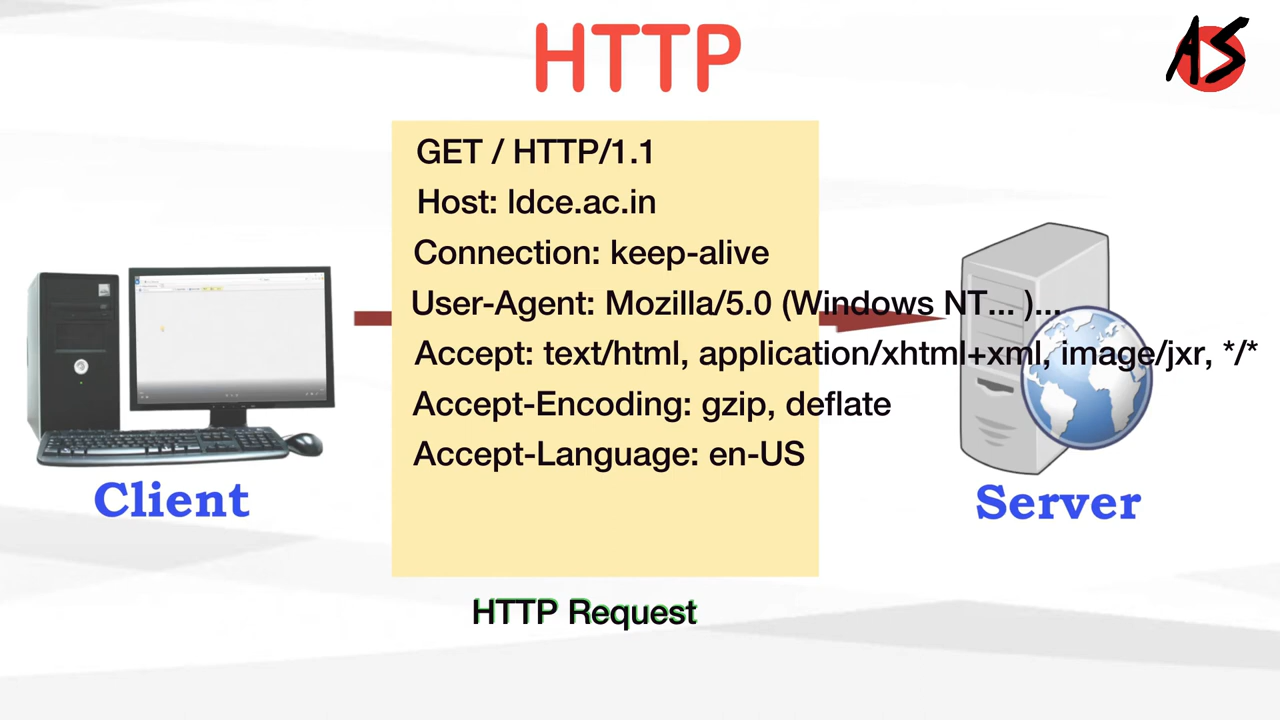 HTTP
AS
GET / HTTP/1.1
Host: ldce.ac.in
Connection: keep-alive
User-Agent: Mozilla/5.0 (Windows NT... )...
Accept: text/html, application/xhtml+xml, image/jxr, */*
Accept-Encoding: gzip, deflate
Accept-Language: en-US
Client
Server
HTTP Request